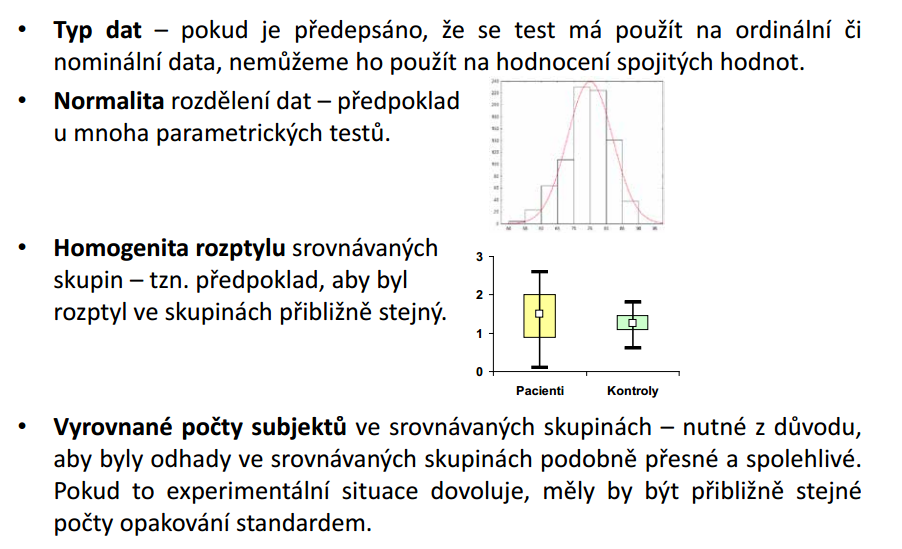 • Typ dat – pokud je předepsáno, že se test má použít na ordinální či
nominální data, nemůžeme ho použít na hodnocení spojitých hodnot.
• Normalita rozdělení dat – předpoklad
u mnoha parametrických testů.
• Homogenita rozptylu srovnávaných
skupin – tzn. předpoklad, aby byl
rozptyl ve skupinách přibližně stejný.
3
2
1
0
Pacienti Kontroly
• Vyrovnané počty subjektů ve srovnávaných skupinách – nutné z důvodu,
aby byly odhady ve srovnávaných skupinách podobně přesné a spolehlivé.
Pokud to experimentální situace dovoluje, měly by být přibližně stejné
počty opakování standardem.